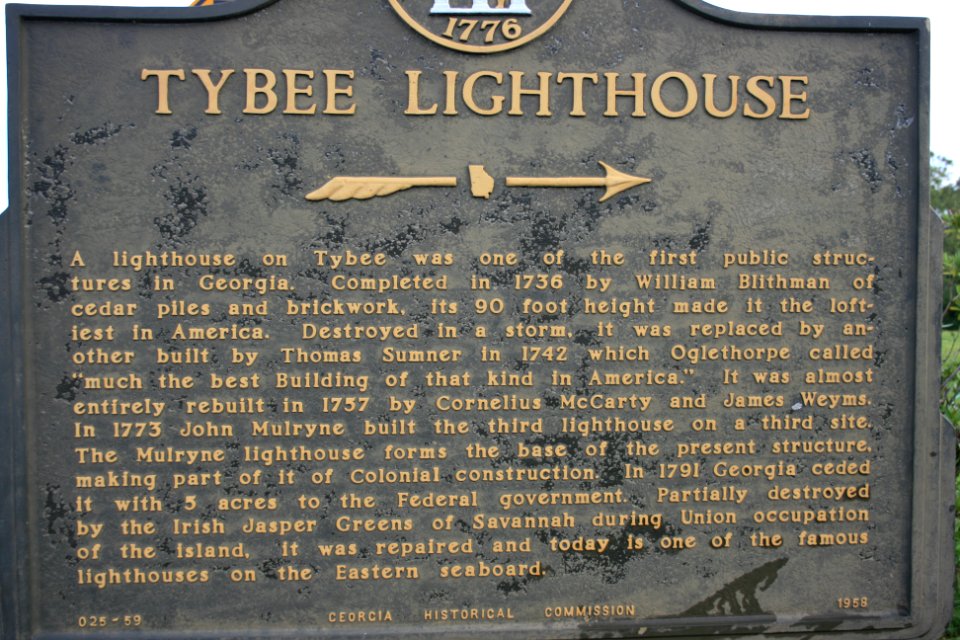 1776
TYBEE LIGHTHOUSE
A lighthouse on Tybee was one of the first public struc-
tures in Georgia. Completed in 1736 by William Blithman of
cedar piles and brickwork, its 90 foot height made it the loft-
iest in America. Destroyed in a storm, it was replaced by an-
other built by Thomas Sumner in 1742 which Oglethorpe called
"much the best Building of that kind in America." It was almost
entirely rebuilt in 1757 by Cornelius McCarty and James Weyms.
In 1773 John Mulryne built the third lighthouse on a third site.
The Mulryne lighthouse forms the base of the present structure,
making part of it of Colonial construction. In 1791 Georgia ceded
it with 5 acres to the Federal government. Partially destroyed
by the Irish Jasper Greens of Savannah during Union occupation
of the island, it was repaired and today is one of the famous
lighthouses on the Eastern seaboard.
025-59 GEORGIA HISTORICAL COMMISSION 1958